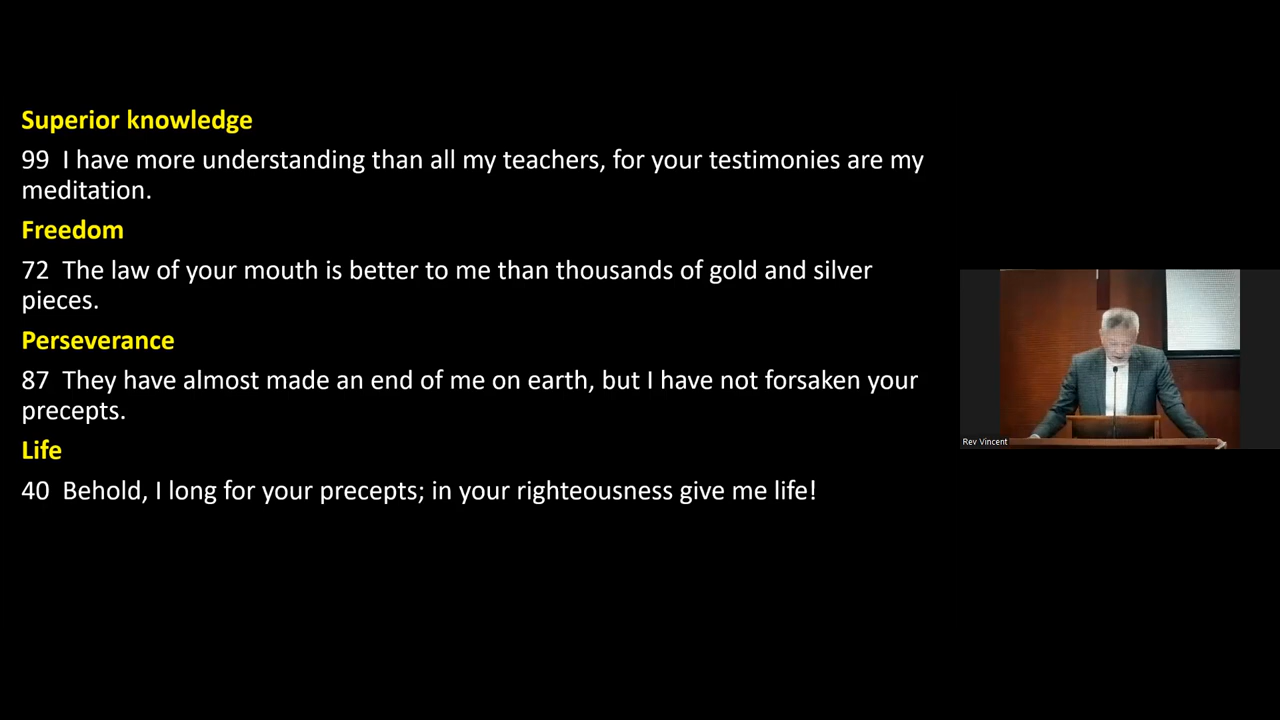 Superior knowledge
99 I have more understanding than all my teachers, for your testimonies are my
meditation.
Freedom
72 The law of your mouth is better to me than thousands of gold and silver
pieces.
Perseverance
87 They have almost made an end of me on earth, but I have not forsaken your
precepts.
Life
40 Behold, I long for your precepts; in your righteousness give me life!
Rev Vincent